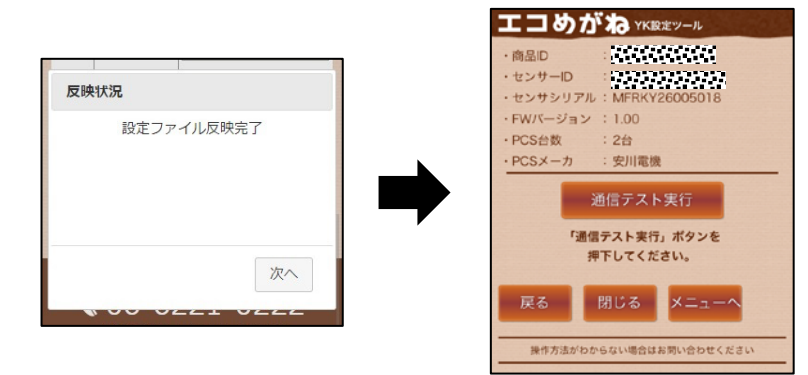 反映状況
設定ファイル反映完了
次へ
エコめがね YK設定ツール
・商品ID :
・センサーID :
・センサシリアル : MFRKY26005018
・FWバージョン : 1.00
・PCS台数 : 2台
・PCSメーカ : 安川電機
通信テスト実行
「通信テスト実行」ボタンを
押下してください。
戻る 閉じる メニューへ
操作方法がわからない場合はお問い合わせください